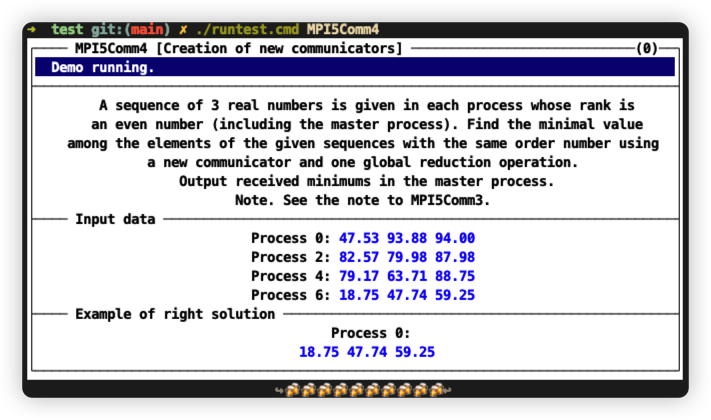 → test git:(main) ✗ ./runtest.cmd MPI5Comm4
MPI5Comm4 [Creation of new communicators] (0)
Demo running.
A sequence of 3 real numbers is given in each process whose rank is
an even number (including the master process). Find the minimal value
among the elements of the given sequences with the same order number using
a new communicator and one global reduction operation.
Output received minimums in the master process.
Note. See the note to MPI5Comm3.
Input data
Process 0: 47.53 93.88 94.00
Process 2: 82.57 79.98 87.98
Process 4: 79.17 63.71 88.75
Process 6: 18.75 47.74 59.25
Example of right solution
Process 0:
18.75 47.74 59.25